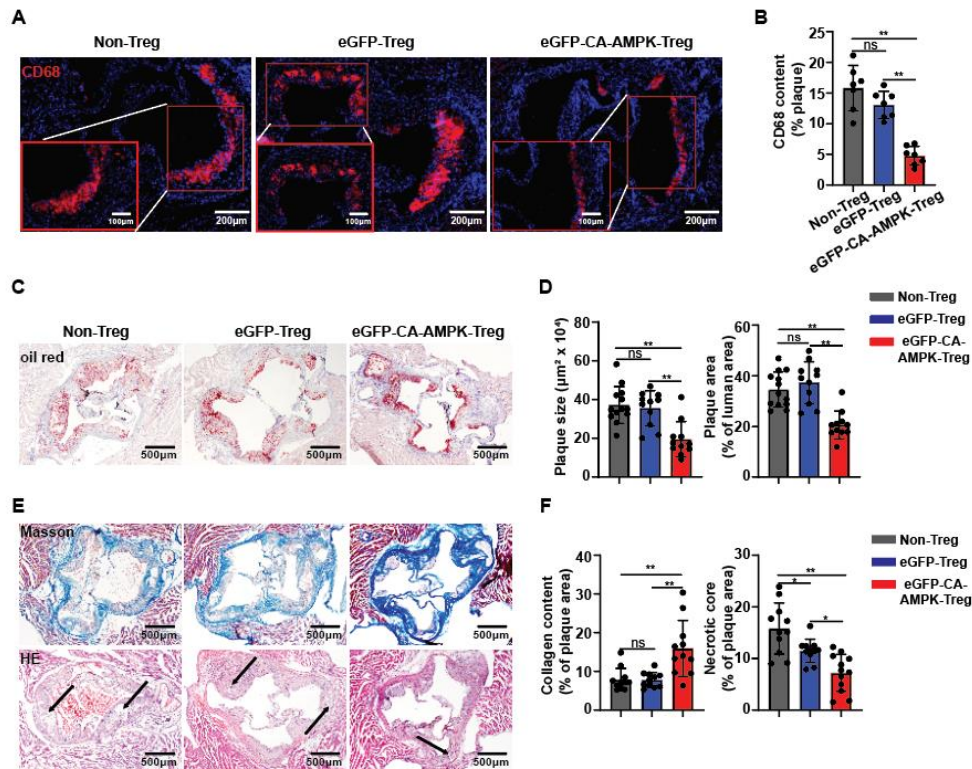 A
Non-Treg
eGFP-Treg
eGFP-CA-AMPK-Treg
CD68
100µm
200µm
100µm
200µm
100µm
200µm
B
CD68 content
(% plaque)
25
20
15
10
5
0
**
ns
**
Non-Treg
eGFP-Treg
eGFP-CA-AMPK-Treg
C
Non-Treg
eGFP-Treg
eGFP-CA-AMPK-Treg
oil red
500µm
500µm
500µm
D
Plaque size (µm⁻² x 10⁴)
80
60
40
20
0
**
ns
**
Plaque area
(% of human area)
60
40
20
0
**
ns
**
Non-Treg
eGFP-Treg
eGFP-CA-
AMPK-Treg
E
Masson
500µm
500µm
500µm
HE
500µm
500µm
500µm
F
Collagen content
(% of plaque area)
40
30
20
10
0
**
**
ns
Necrotic core
(% of plaque area)
30
20
10
0
**
*
*
Non-Treg
eGFP-Treg
eGFP-CA-
AMPK-Treg